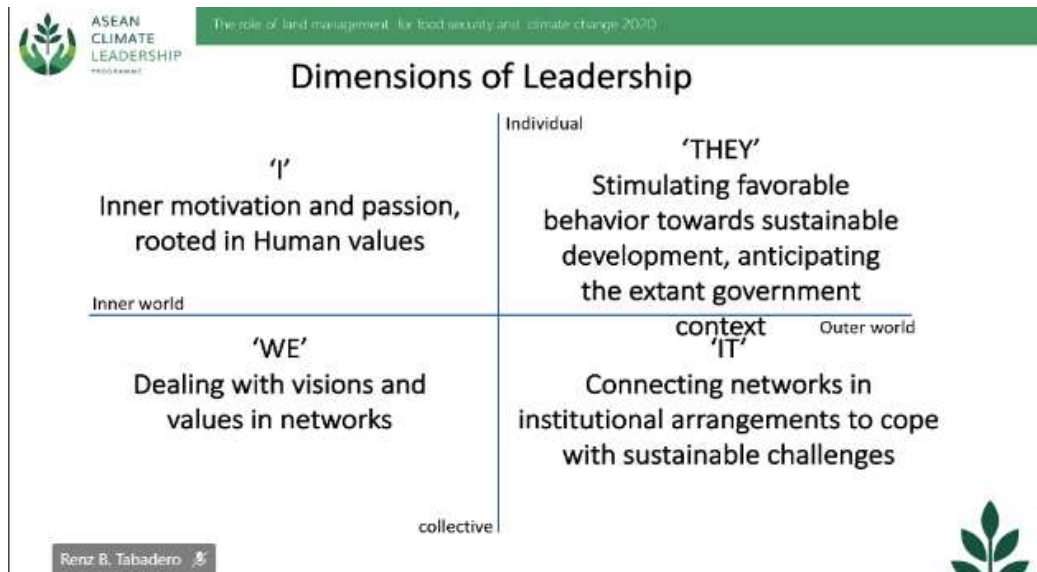 ASEAN
CLIMATE
LEADERSHIP
PROGRAMME
The role of land management for food security and climate change 2020
Dimensions of Leadership
Individual
‘I’
Inner motivation and passion,
rooted in Human values
‘THEY’
Stimulating favorable
behavior towards sustainable
development, anticipating
the extant government
context
Inner world
Outer world
‘WE’
Dealing with visions and
values in networks
‘IT’
Connecting networks in
institutional arrangements to cope
with sustainable challenges
collective
Renz B. Tabadero